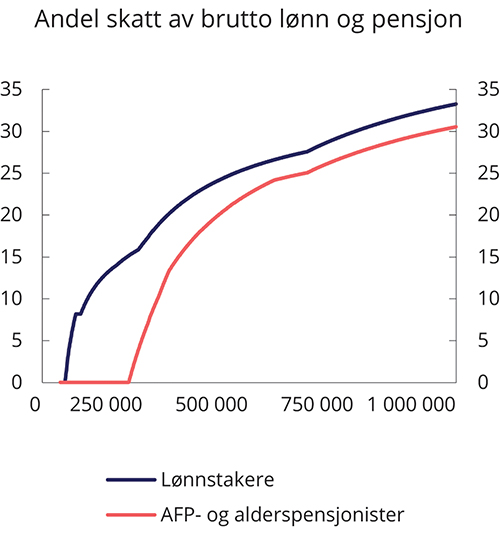 Andel skatt av brutto lønn og pensjon
35 35
30 30
25 25
20 20
15 15
10 10
5 5
0 0
0 250 000 500 000 750 000 1 000 000
Lønnstakere
AFP- og alderspensjonister